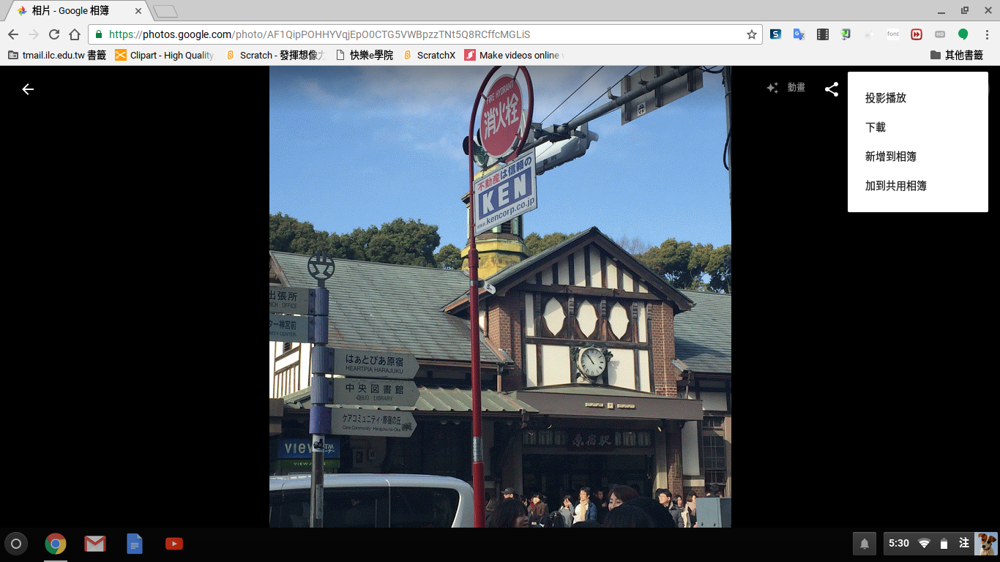 相片 - Google 相簿
https://photos.google.com/photo/AF1QipPOHHYVqjEpO0CTG5VWBpzzTNt5Q8RCffcMGLiS
font
HD
tmail.ilc.edu.tw 書籤
Clipart - High Quality
Scratch - 發揮想像力
快樂e學院
ScratchX
Make videos online
其他書籤
動畫
投影播放
下載
新增到相簿
加到共用相簿
FIRE HYDRANT
消火栓
不動産は信頼の
KEN
www.kencorp.co.jp
出張所
OFFICE
ター神宮前
CENTER
はぁとぴあ原宿
HEARTPIA HARAJUKU
中央図書館
LIBRARY
ケアコミュニティ・原宿の丘
Care Community · Harajuku-no-Oka
VIEW
VIEW
原宿駅
5:30
注